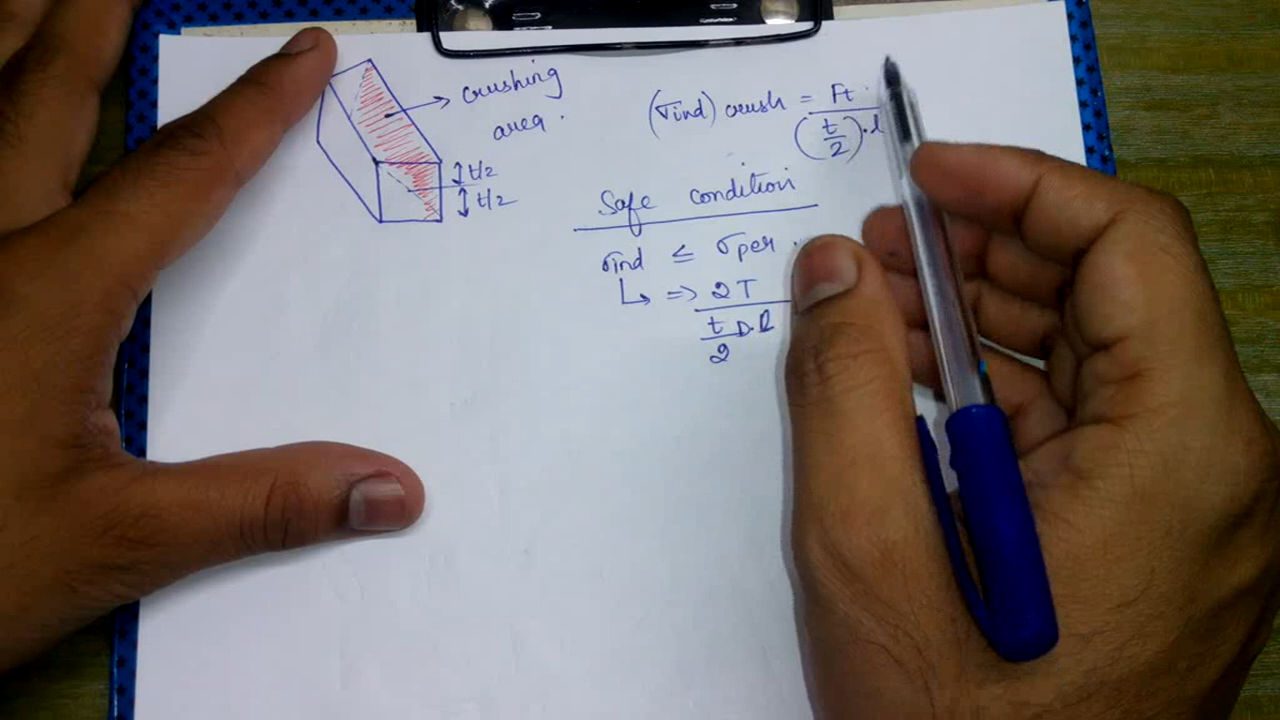 crushing
area.
t/2
t/2
(σind) crush = Ft / (t/2).l
Safe condition
σind ≤ σper.
↳ => 2T / t/2 D.l